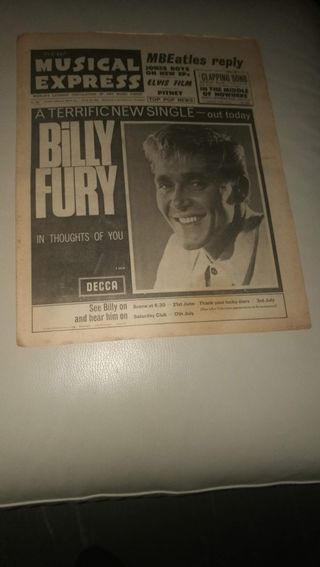 NEW
MUSICAL
EXPRESS
MBEatles reply
JONES BOYS
ON NEW EPs
ELVIS FILM
PITNEY
TOP POP NEWS
CLAPPING SONG
IN THE MIDDLE
OF NOWHERE
A TERRIFIC NEW SINGLE — out today
BILLY
FURY
IN THOUGHTS OF YOU
DECCA
See Billy on
and hear him on
Scene at 6:30 21st June Thank your lucky stars 3rd July
Saturday Club 17th July